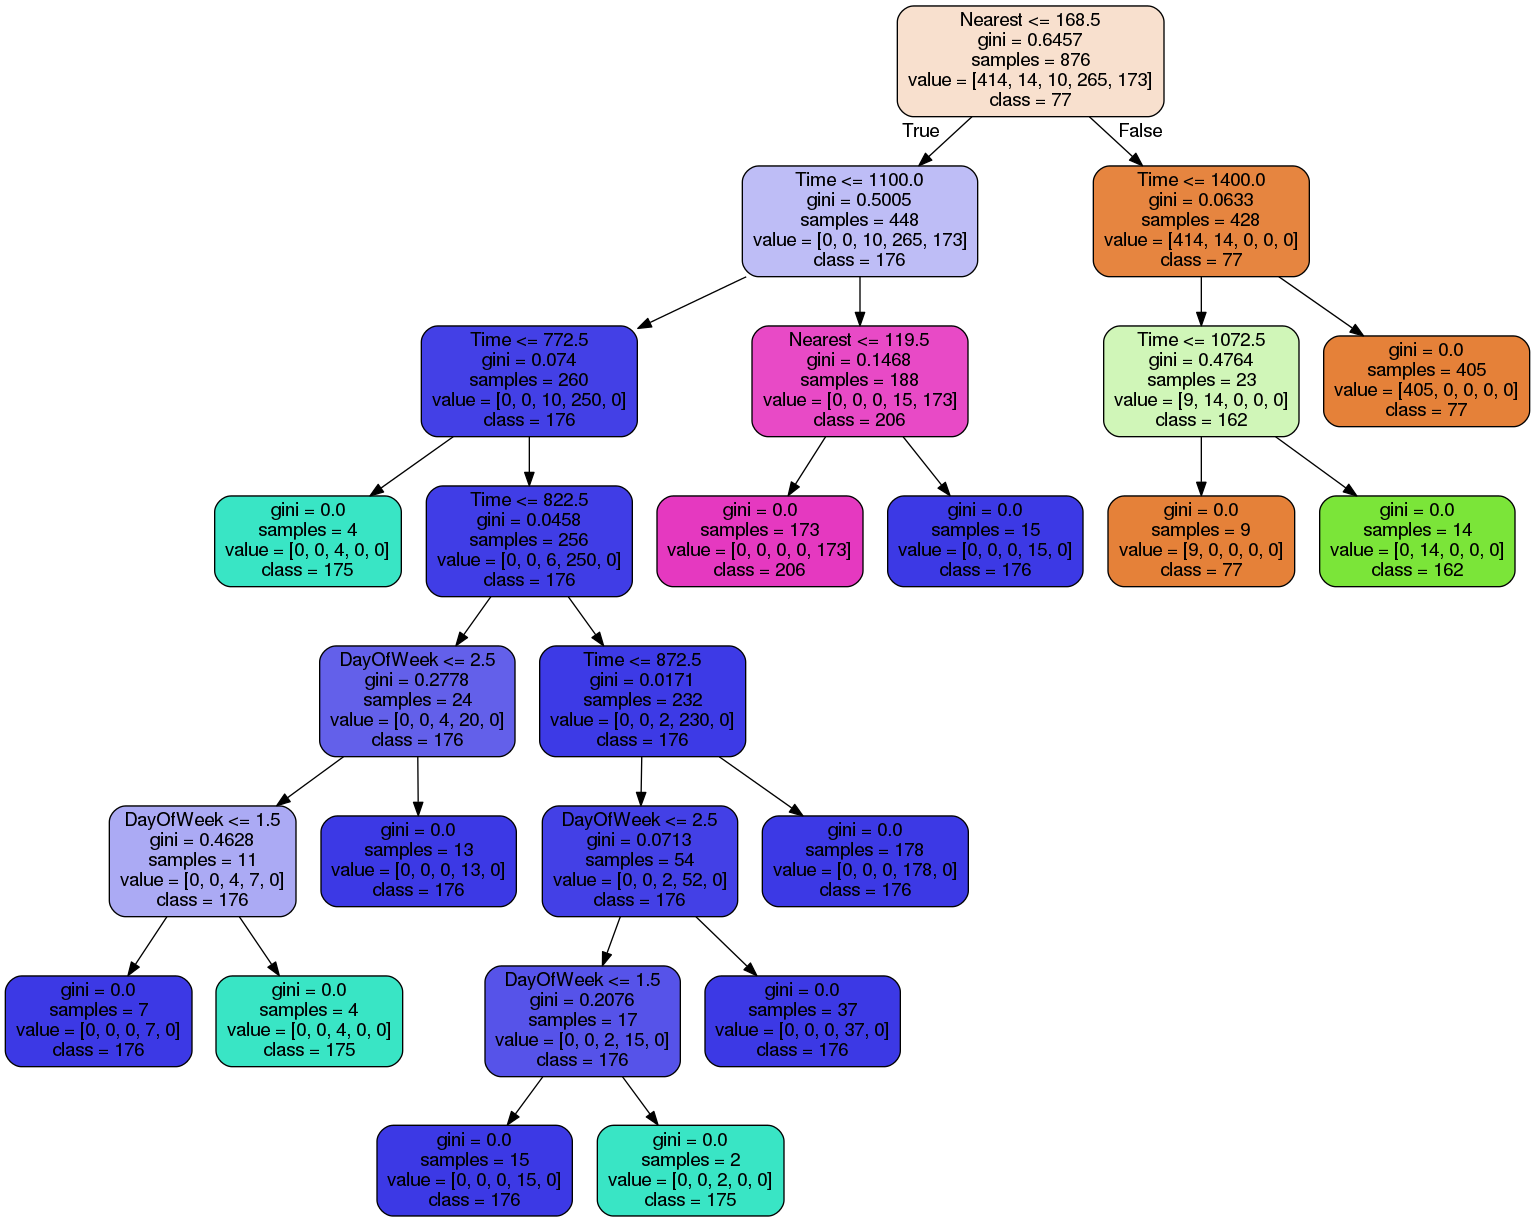 Nearest <= 168.5
gini = 0.6457
samples = 876
value = [414, 14, 10, 265, 173]
class = 77
True
False
Time <= 1100.0
gini = 0.5005
samples = 448
value = [0, 0, 10, 265, 173]
class = 176
Time <= 1400.0
gini = 0.0633
samples = 428
value = [414, 14, 0, 0, 0]
class = 77
Time <= 772.5
gini = 0.074
samples = 260
value = [0, 0, 10, 250, 0]
class = 176
Nearest <= 119.5
gini = 0.1468
samples = 188
value = [0, 0, 0, 15, 173]
class = 206
Time <= 1072.5
gini = 0.4764
samples = 23
value = [9, 14, 0, 0, 0]
class = 162
gini = 0.0
samples = 405
value = [405, 0, 0, 0, 0]
class = 77
gini = 0.0
samples = 4
value = [0, 0, 4, 0, 0]
class = 175
Time <= 822.5
gini = 0.0458
samples = 256
value = [0, 0, 6, 250, 0]
class = 176
gini = 0.0
samples = 173
value = [0, 0, 0, 0, 173]
class = 206
gini = 0.0
samples = 15
value = [0, 0, 0, 15, 0]
class = 176
gini = 0.0
samples = 9
value = [9, 0, 0, 0, 0]
class = 77
gini = 0.0
samples = 14
value = [0, 14, 0, 0, 0]
class = 162
DayOfWeek <= 2.5
gini = 0.2778
samples = 24
value = [0, 0, 4, 20, 0]
class = 176
Time <= 872.5
gini = 0.0171
samples = 232
value = [0, 0, 2, 230, 0]
class = 176
DayOfWeek <= 1.5
gini = 0.4628
samples = 11
value = [0, 0, 4, 7, 0]
class = 176
gini = 0.0
samples = 13
value = [0, 0, 0, 13, 0]
class = 176
DayOfWeek <= 2.5
gini = 0.0713
samples = 54
value = [0, 0, 2, 52, 0]
class = 176
gini = 0.0
samples = 178
value = [0, 0, 0, 178, 0]
class = 176
gini = 0.0
samples = 7
value = [0, 0, 0, 7, 0]
class = 176
gini = 0.0
samples = 4
value = [0, 0, 4, 0, 0]
class = 175
DayOfWeek <= 1.5
gini = 0.2076
samples = 17
value = [0, 0, 2, 15, 0]
class = 176
gini = 0.0
samples = 37
value = [0, 0, 0, 37, 0]
class = 176
gini = 0.0
samples = 15
value = [0, 0, 0, 15, 0]
class = 176
gini = 0.0
samples = 2
value = [0, 0, 2, 0, 0]
class = 175